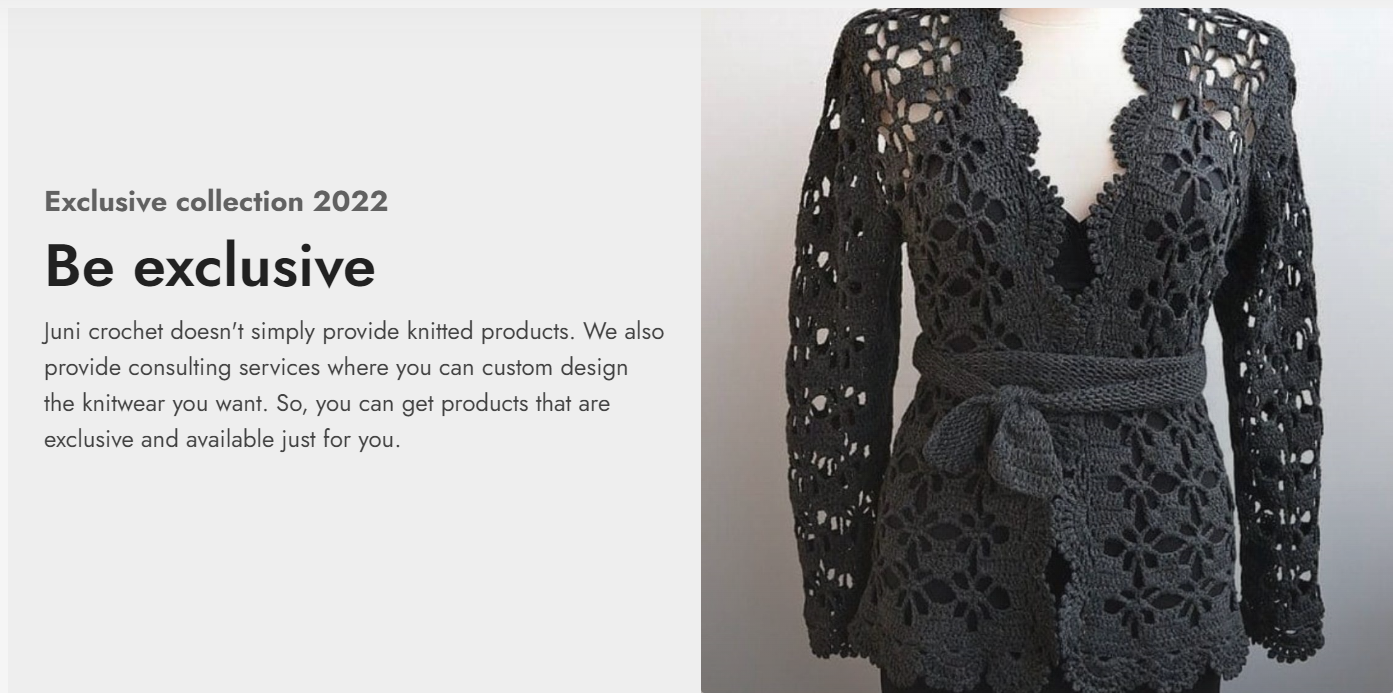 Exclusive collection 2022
Be exclusive
Juni crochet doesn't simply provide knitted products. We also
provide consulting services where you can custom design
the knitwear you want. So, you can get products that are
exclusive and available just for you.